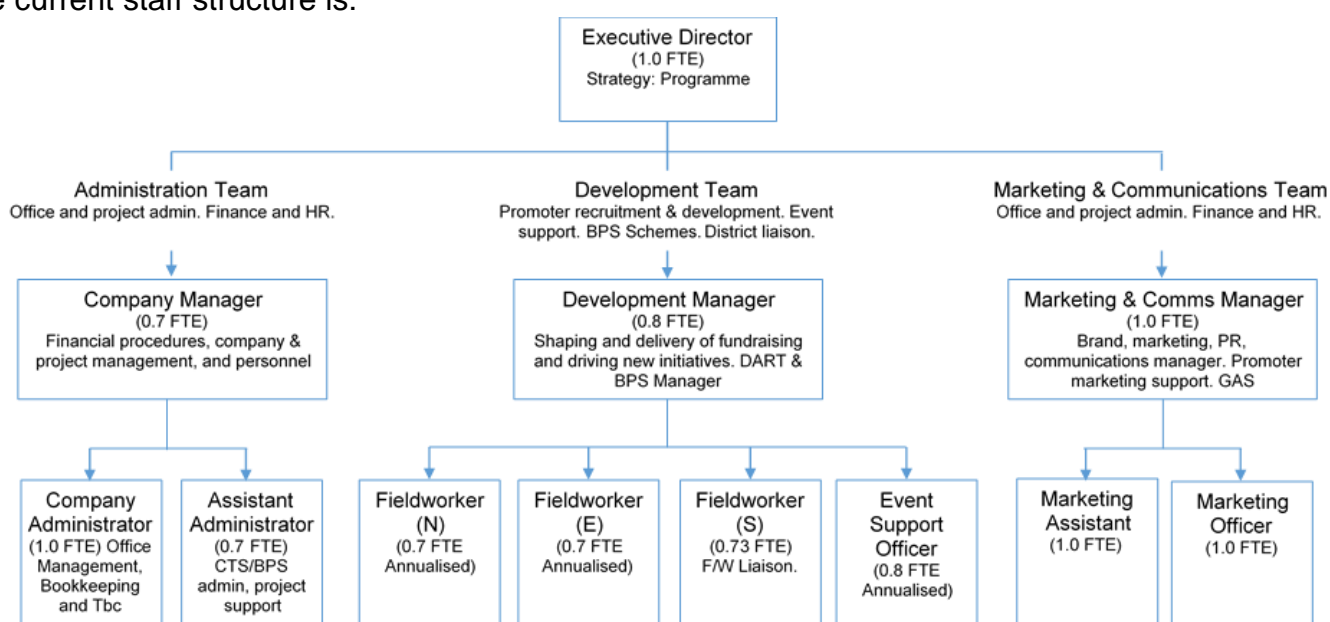 e current staff structure is:
Executive Director
(1.0 FTE)
Strategy: Programme
Administration Team
Office and project admin. Finance and HR.
Development Team
Promoter recruitment & development. Event
support. BPS Schemes. District liaison.
Marketing & Communications Team
Office and project admin. Finance and HR.
Company Manager
(0.7 FTE)
Financial procedures, company &
project management, and personnel
Development Manager
(0.8 FTE)
Shaping and delivery of fundraising
and driving new initiatives. DART &
BPS Manager
Marketing & Comms Manager
(1.0 FTE)
Brand, marketing, PR,
communications manager. Promoter
marketing support. GAS
Company
Administrator
(1.0 FTE) Office
Management,
Bookkeeping
and Tbc
Assistant
Administrator
(0.7 FTE)
CTS/BPS
admin, project
support
Fieldworker
(N)
(0.7 FTE
Annualised)
Fieldworker
(E)
(0.7 FTE
Annualised)
Fieldworker
(S)
(0.73 FTE)
F/W Liaison.
Event
Support
Officer
(0.8 FTE
Annualised)
Marketing
Assistant
(1.0 FTE)
Marketing
Officer
(1.0 FTE)